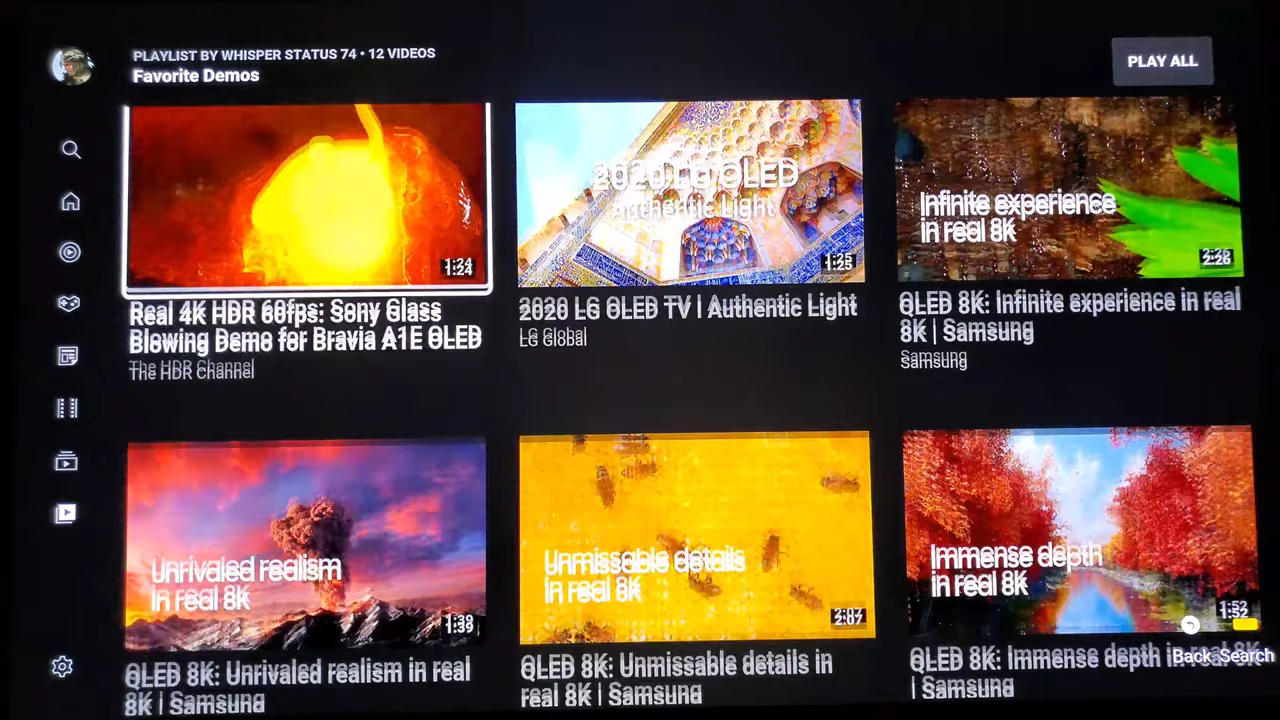 PLAYLIST BY WHISPER STATUS 74 • 12 VIDEOS
Favorite Demos
PLAY ALL
1:24
Real 4K HDR 60fps: Sony Glass
Blowing Demo for Bravia A1E OLED
The HDR Channel
2020 LG OLED
Authentic Light
1:25
2020 LG OLED TV | Authentic Light
LG Global
Infinite experience
in real 8K
2:26
QLED 8K: Infinite experience in real
8K | Samsung
Samsung
Unrivaled realism
in real 8K
1:39
QLED 8K: Unrivaled realism in real
8K | Samsung
Unmissable details
in real 8K
2:07
QLED 8K: Unmissable details in
real 8K | Samsung
Immense depth
in real 8K
1:52
QLED 8K: Immense depth in real 8K
| Samsung
Back Search